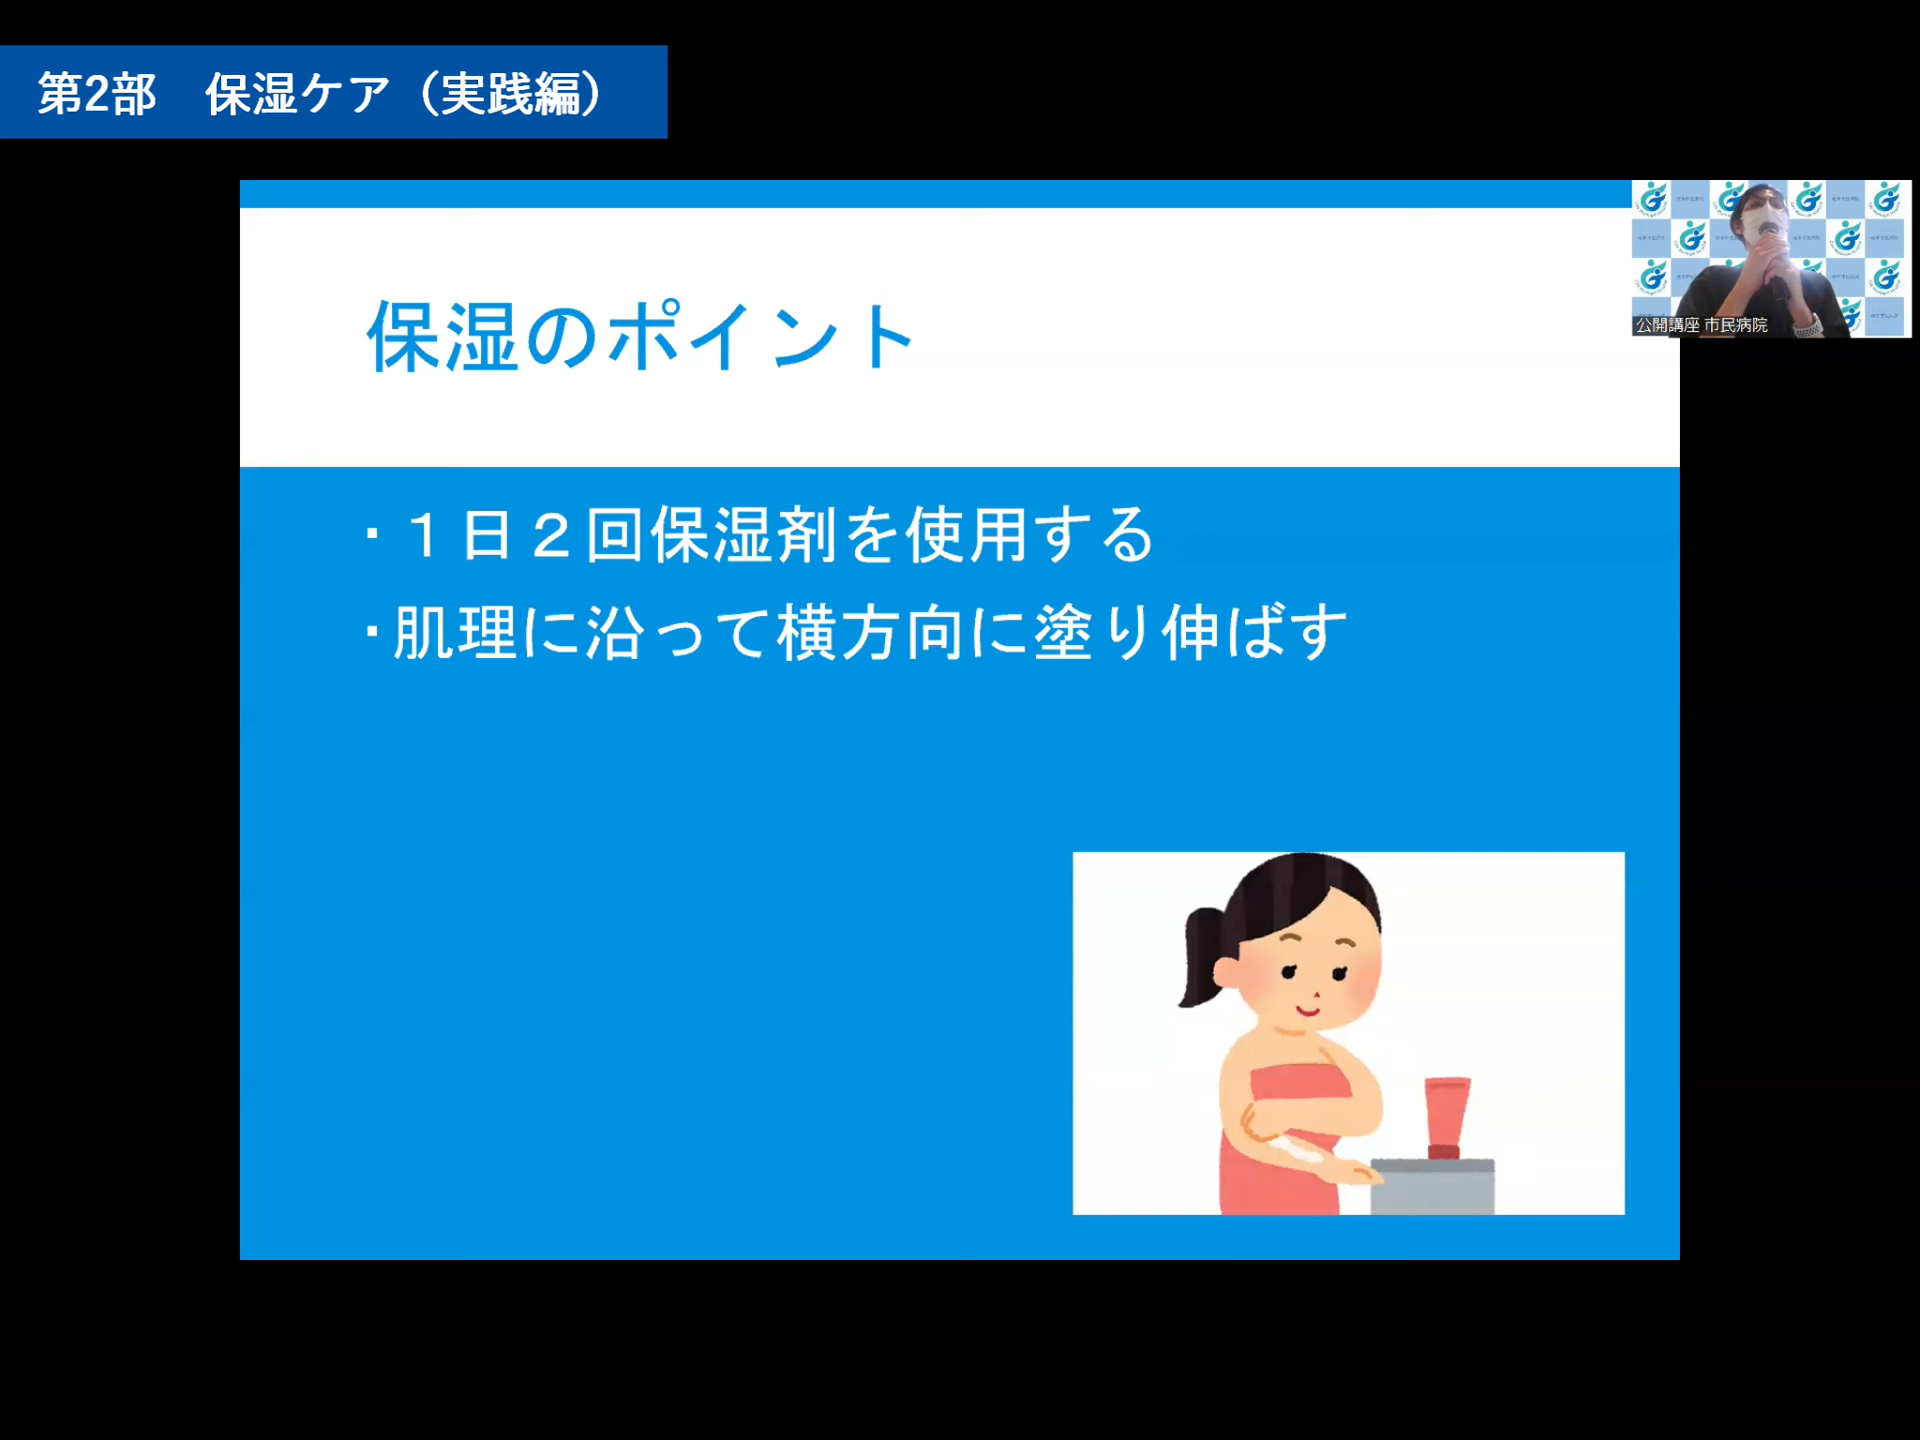 第2部　保湿ケア（実践編）
公開講座 市民病院
保湿のポイント
・１日２回保湿剤を使用する
・肌理に沿って横方向に塗り伸ばす